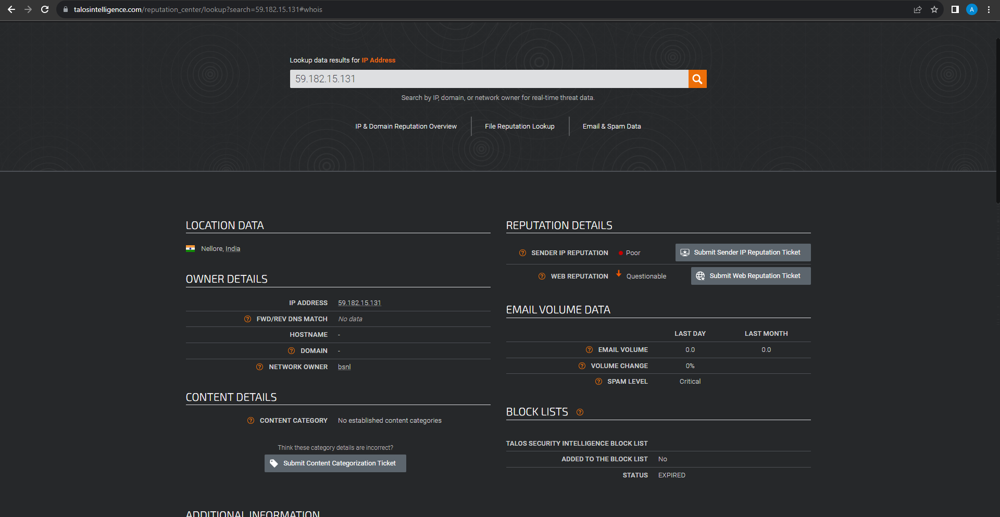 talosintelligence.com/reputation_center/lookup?search=59.182.15.131#whois
A
Lookup data results for IP Address
59.182.15.131
Search by IP, domain, or network owner for real-time threat data.
IP & Domain Reputation Overview
File Reputation Lookup
Email & Spam Data
LOCATION DATA
Nellore, India
OWNER DETAILS
IP ADDRESS 59.182.15.131
? FWD/REV DNS MATCH No data
HOSTNAME -
? DOMAIN -
? NETWORK OWNER bsnl
CONTENT DETAILS
? CONTENT CATEGORY No established content categories
Think these category details are incorrect?
Submit Content Categorization Ticket
REPUTATION DETAILS
? SENDER IP REPUTATION Poor Submit Sender IP Reputation Ticket
? WEB REPUTATION Questionable Submit Web Reputation Ticket
EMAIL VOLUME DATA
LAST DAY LAST MONTH
? EMAIL VOLUME 0.0 0.0
? VOLUME CHANGE 0%
? SPAM LEVEL Critical
BLOCK LISTS ?
TALOS SECURITY INTELLIGENCE BLOCK LIST
ADDED TO THE BLOCK LIST No
STATUS EXPIRED
ADDITIONAL INFORMATION